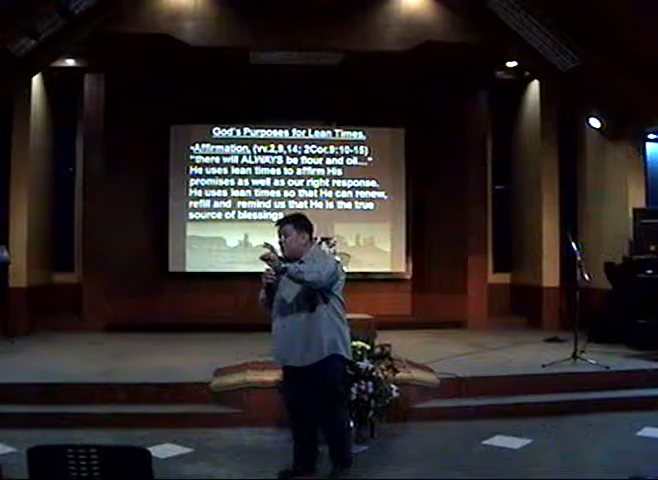 God's Purposes for Lean Times.
-Affirmation. (vv.2,9,14; 2Cor.9:10-15)
"there will ALWAYS be flour and oil..."
He uses lean times to affirm His
promises as well as our right response.
He uses lean times so that He can renew,
refill and remind us that He is the true
source of blessings